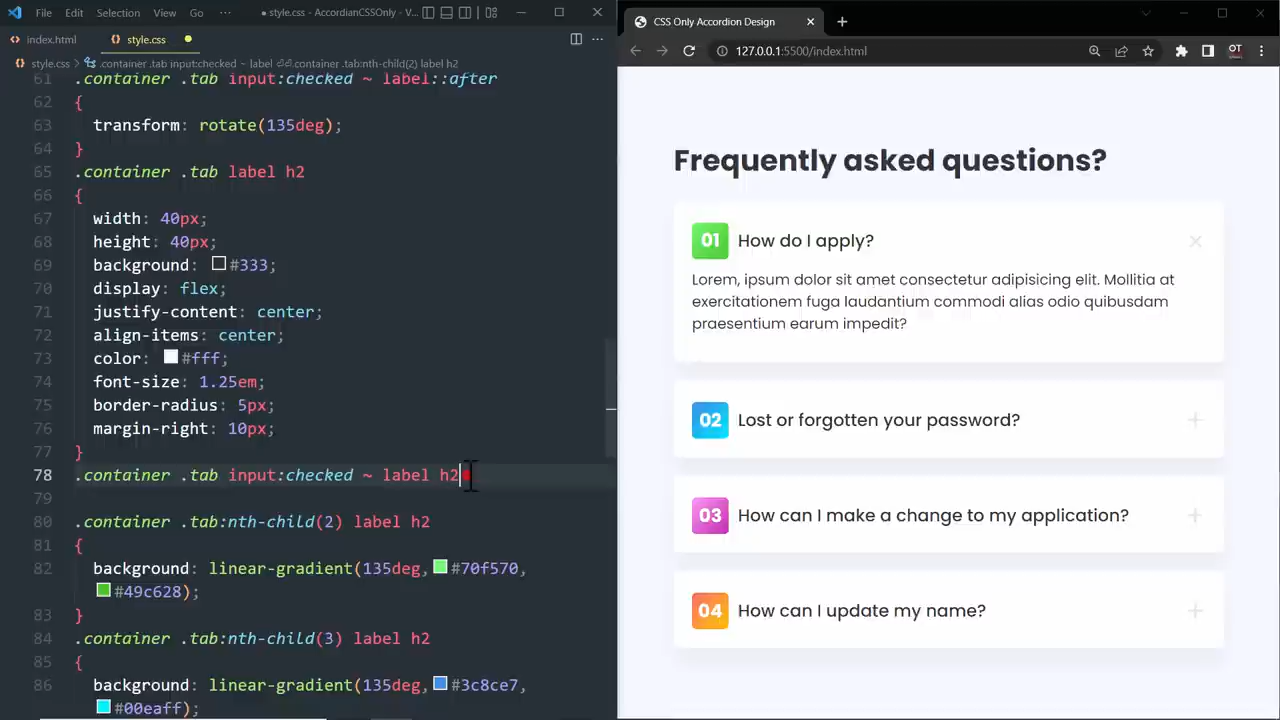 File Edit Selection View Go ··· ● style.css - AccordianCSSOnly - V...
index.html style.css ●
style.css > .container .tab input:checked ~ label ⏎⏎.container .tab:nth-child(2) label h2
61 .container .tab input:checked ~ label::after
62 {
63 transform: rotate(135deg);
64 }
65 .container .tab label h2
66 {
67 width: 40px;
68 height: 40px;
69 background: #333;
70 display: flex;
71 justify-content: center;
72 align-items: center;
73 color: #fff;
74 font-size: 1.25em;
75 border-radius: 5px;
76 margin-right: 10px;
77 }
78 .container .tab input:checked ~ label h2
79
80 .container .tab:nth-child(2) label h2
81 {
82 background: linear-gradient(135deg, #70f570,
#49c628);
83 }
84 .container .tab:nth-child(3) label h2
85 {
86 background: linear-gradient(135deg, #3c8ce7,
#00eaff);
CSS Only Accordion Design
127.0.0.1:5500/index.html
OT
Frequently asked questions?
01 How do I apply?
Lorem, ipsum dolor sit amet consectetur adipisicing elit. Mollitia at
exercitationem fuga laudantium commodi alias odio quibusdam
praesentium earum impedit?
02 Lost or forgotten your password?
03 How can I make a change to my application?
04 How can I update my name?